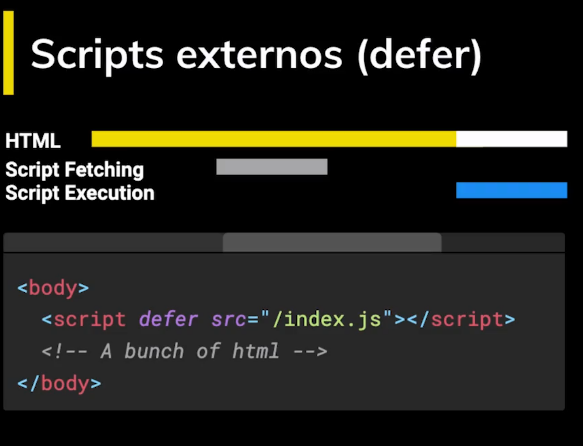 Scripts externos (defer)
HTML
Script Fetching
Script Execution
<body>
<script defer src="/index.js"></script>
<!-- A bunch of html -->
</body>